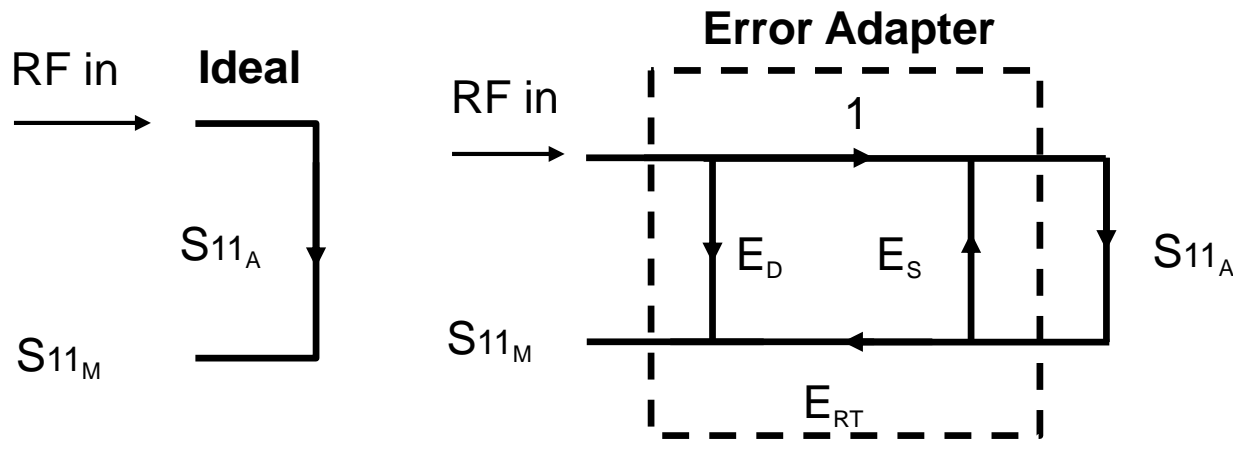 Error Adapter
RF in
Ideal
RF in
1
S11A
ED
ES
S11A
S11M
S11M
ERT